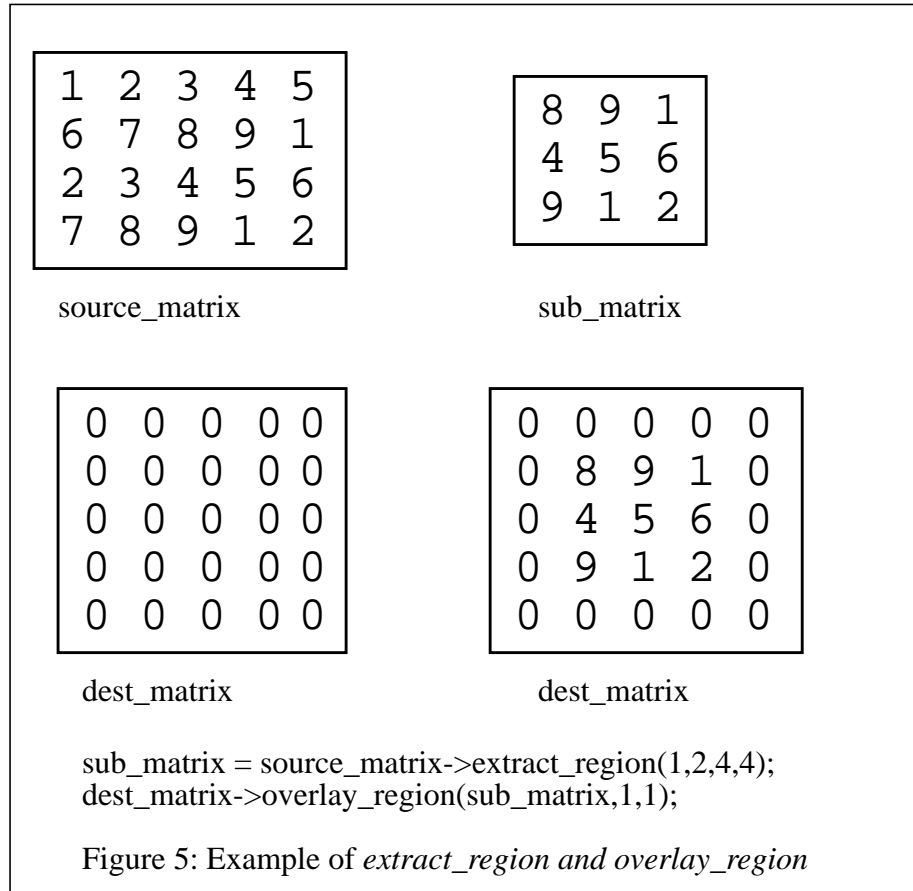 1 2 3 4 5
6 7 8 9 1
2 3 4 5 6
7 8 9 1 2
source_matrix
8 9 1
4 5 6
9 1 2
sub_matrix
0 0 0 0 0
0 0 0 0 0
0 0 0 0 0
0 0 0 0 0
0 0 0 0 0
dest_matrix
0 0 0 0 0
0 8 9 1 0
0 4 5 6 0
0 9 1 2 0
0 0 0 0 0
dest_matrix
sub_matrix = source_matrix->extract_region(1,2,4,4);
dest_matrix->overlay_region(sub_matrix,1,1);
Figure 5: Example of extract_region and overlay_region